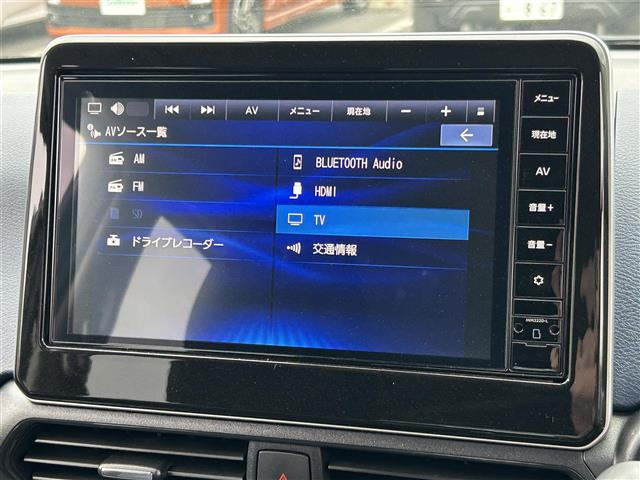 AV メニュー 現在地 − +
AVソース一覧
AM
FM
SD
ドライブレコーダー
BLUETOOTH Audio
HDMI
TV
交通情報
メニュー
現在地
AV
音量+
音量−
MM222D-L